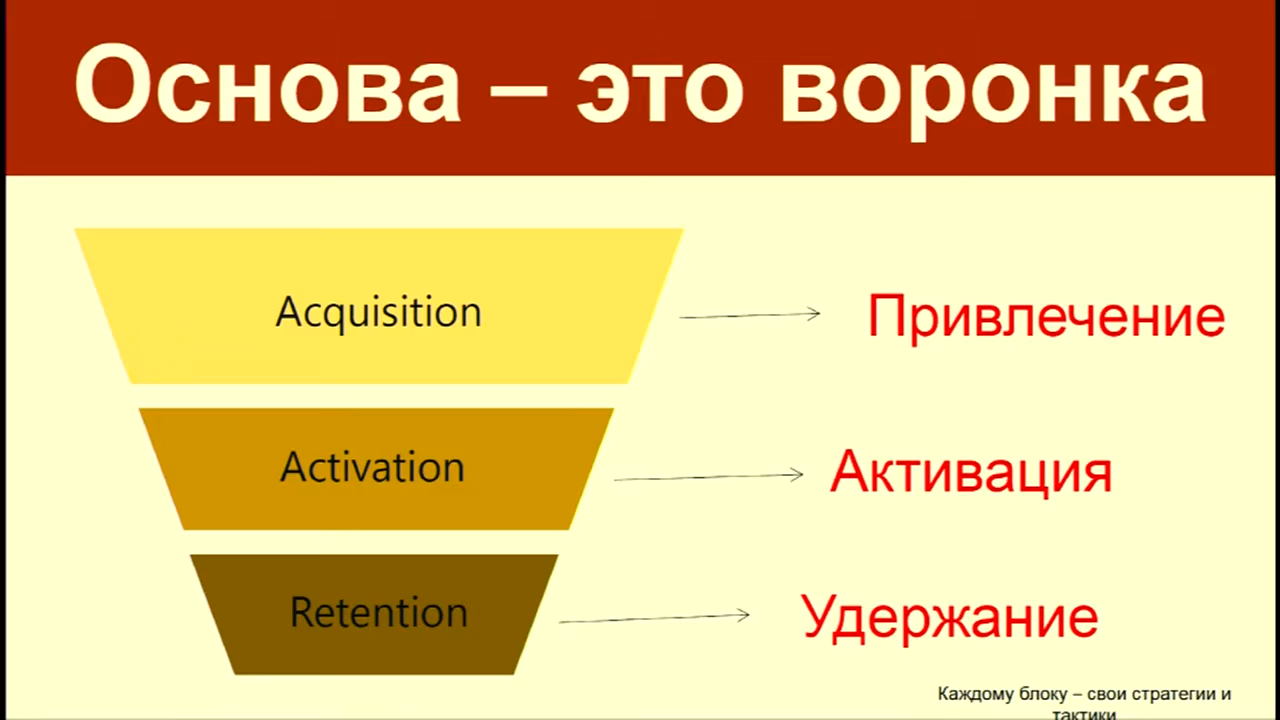 Основа – это воронка
Acquisition
Привлечение
Activation
Активация
Retention
Удержание
Каждому блоку – свои стратегии и
тактики